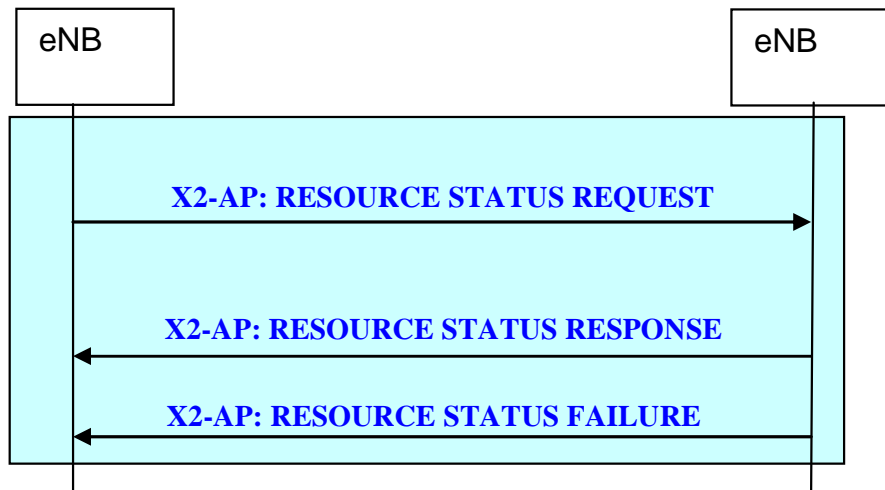 eNB
eNB
X2-AP: RESOURCE STATUS REQUEST
X2-AP: RESOURCE STATUS RESPONSE
X2-AP: RESOURCE STATUS FAILURE